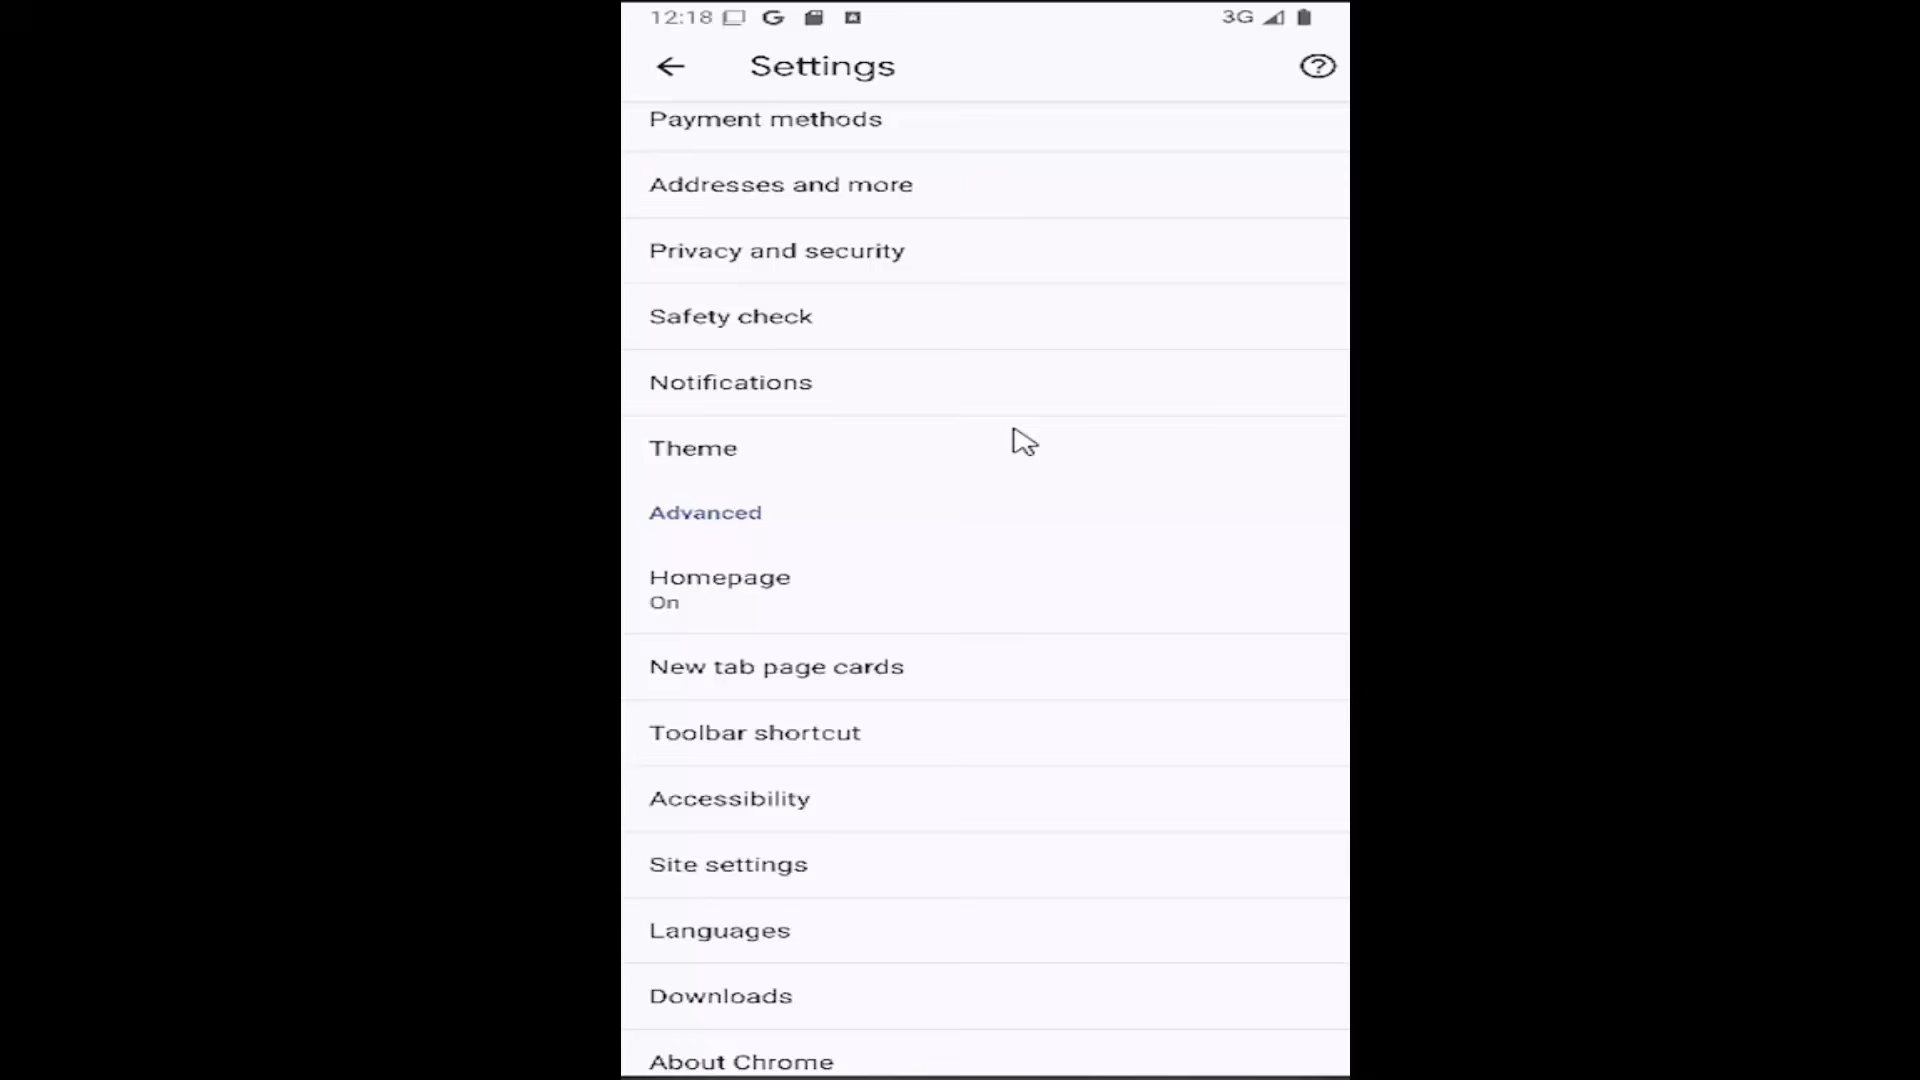 12:18 3G
Settings
Payment methods
Addresses and more
Privacy and security
Safety check
Notifications
Theme
Advanced
Homepage
On
New tab page cards
Toolbar shortcut
Accessibility
Site settings
Languages
Downloads
About Chrome